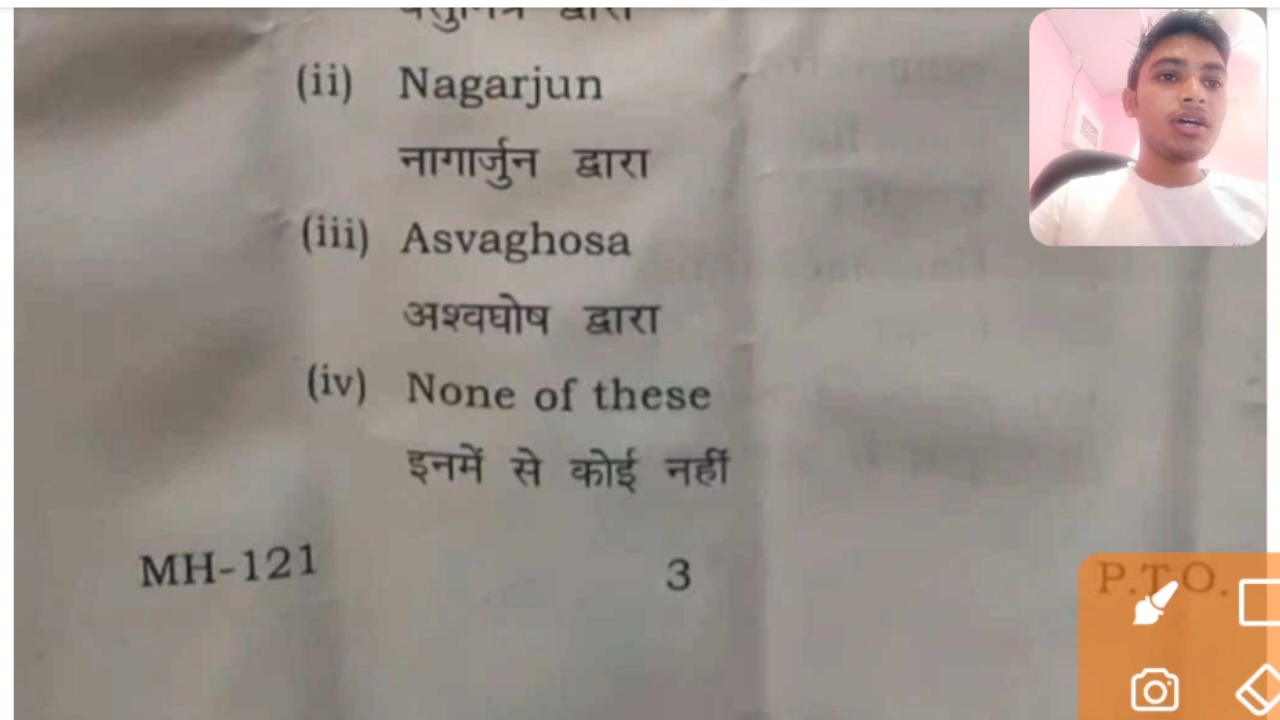 (ii) Nagarjun
नागार्जुन द्वारा
(iii) Asvaghosa
अश्वघोष द्वारा
(iv) None of these
इनमें से कोई नहीं
MH-121 3 P.T.O.